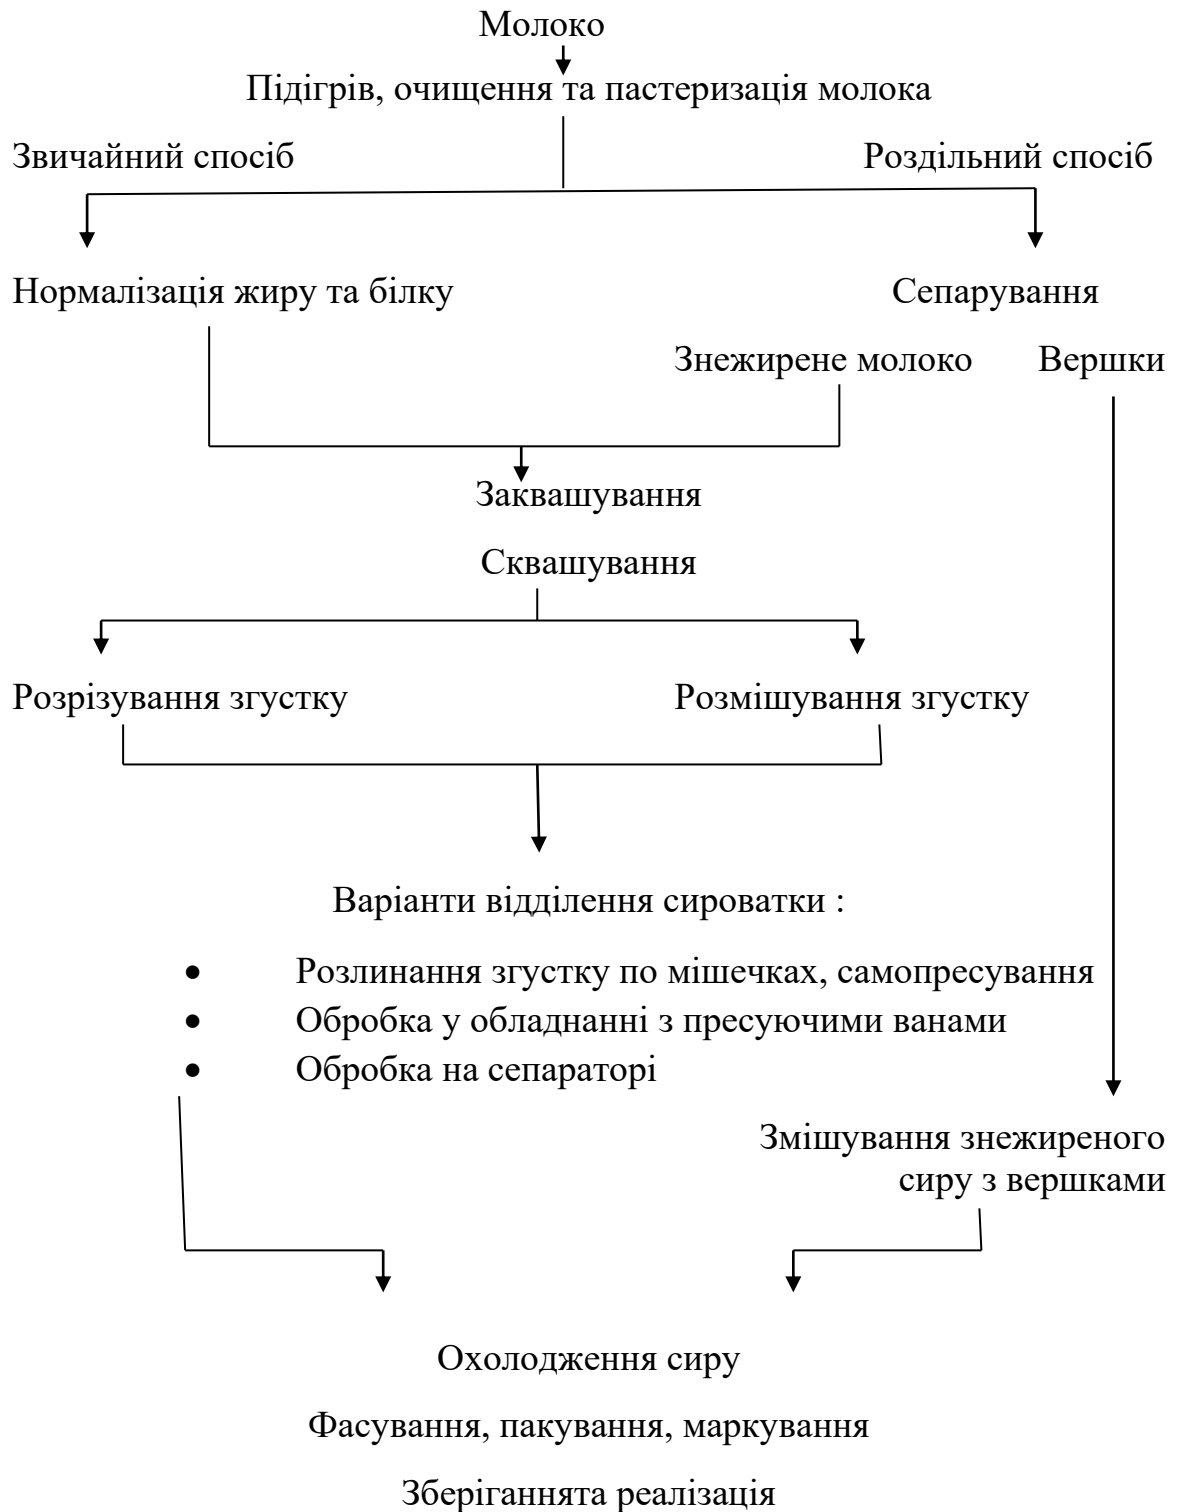 Молоко
Підігрів, очищення та пастеризація молока
Звичайний спосіб
Роздільний спосіб
Нормалізація жиру та білку
Сепарування
Знежирене молоко
Вершки
Заквашування
Сквашування
Розрізування згустку
Розмішування згустку
Варіанти відділення сироватки :
• Розлинання згустку по мішечках, самопресування
• Обробка у обладнанні з пресуючими ванами
• Обробка на сепараторі
Змішування знежиреного
сиру з вершками
Охолодження сиру
Фасування, пакування, маркування
Зберіганнята реалізація